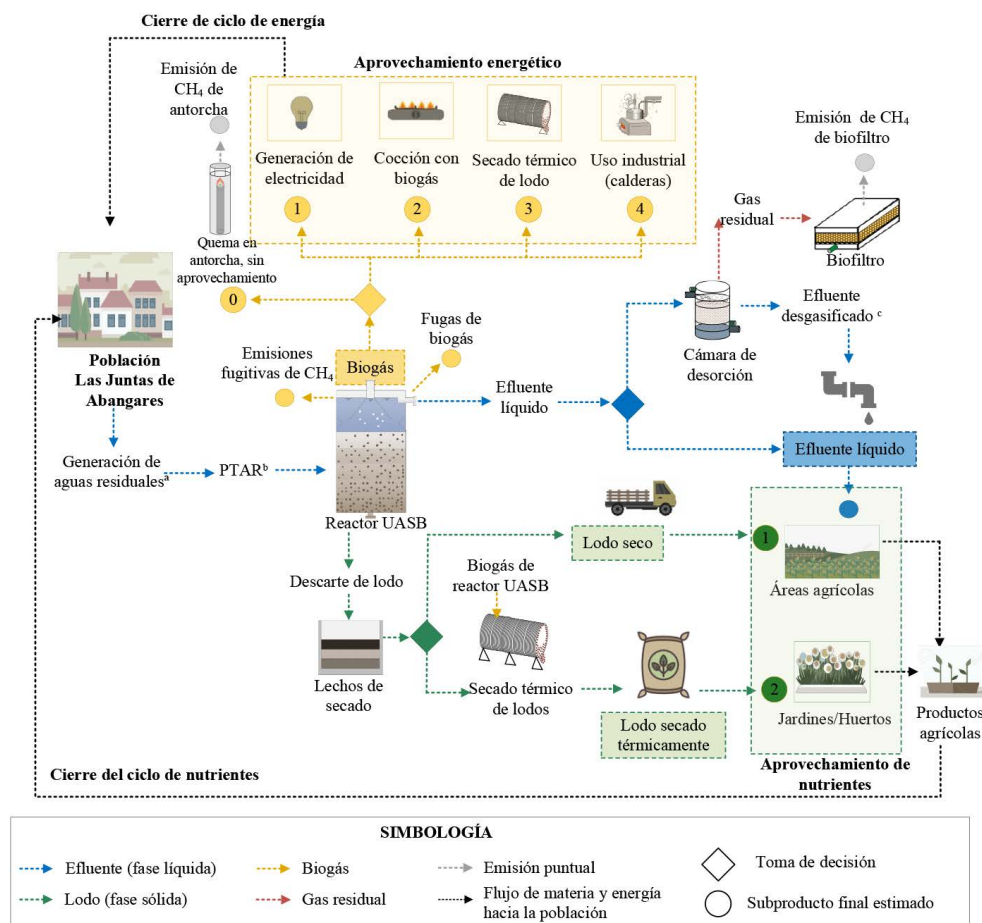 Cierre de ciclo de energía
Aprovechamiento energético
Emisión de
CH₄ de
antorcha
Generación de
electricidad
1
Cocción con
biogás
2
Secado térmico
de lodo
3
Uso industrial
(calderas)
4
Emisión de CH₄
de biofiltro
Gas
residual
Biofiltro
Quema en
antorcha, sin
aprovechamiento
0
Población
Las Juntas de
Abangares
Emisiones
fugitivas de CH₄
Biogás
Fugas de
biogás
Efluente
líquido
Cámara de
desorción
Efluente
desgasificado ᶜ
Efluente líquido
Generación de
aguas residualesᵃ
PTARᵇ
Reactor UASB
Descarte de lodo
Lechos de
secado
Lodo seco
Biogás de
reactor UASB
Secado térmico
de lodos
Lodo secado
térmicamente
1
Áreas agrícolas
2
Jardines/Huertos
Productos
agrícolas
Aprovechamiento de
nutrientes
Cierre del ciclo de nutrientes
SIMBOLOGÍA
Efluente (fase líquida)
Biogás
Emisión puntual
Toma de decisión
Lodo (fase sólida)
Gas residual
Flujo de materia y energía
hacia la población
Subproducto final estimado